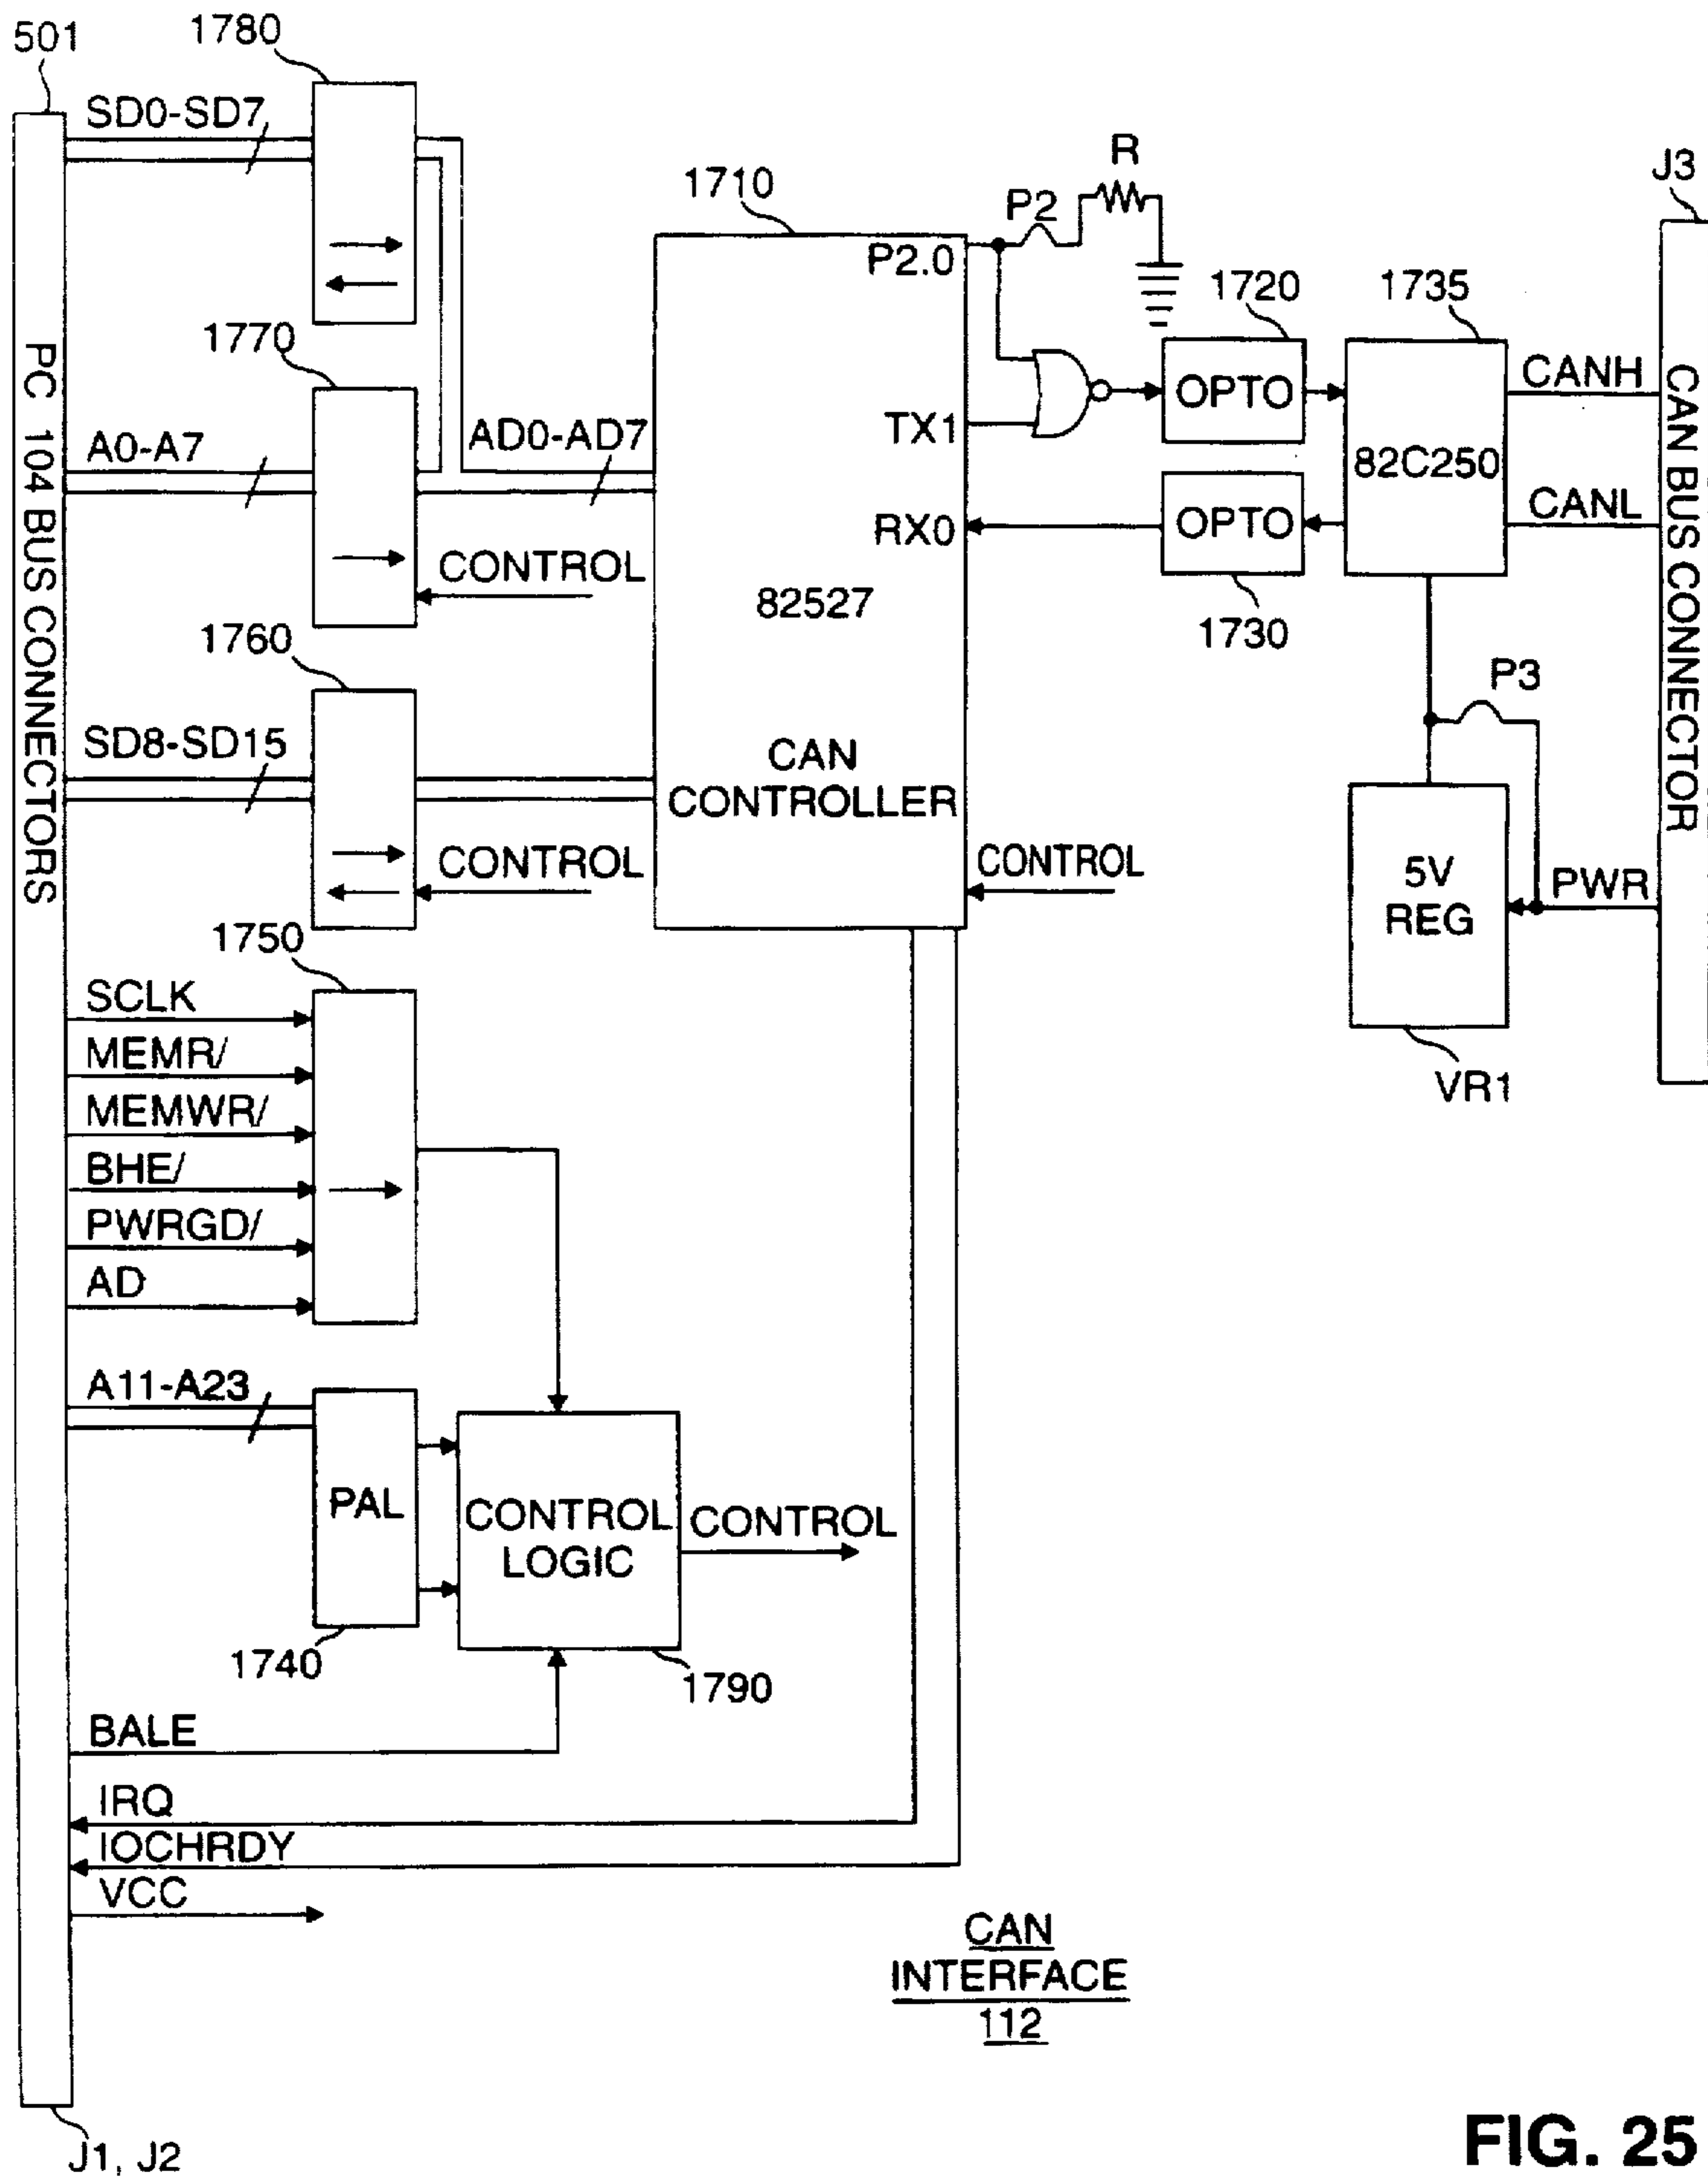 501
1780
SD0-SD7
1710
P2
R
J3
P2.0
1720
1735
1770
PC 104 BUS CONNECTORS
A0-A7
AD0-AD7
TX1
OPTO
82C250
CANH
CAN BUS CONNECTOR
RX0
OPTO
CANL
CONTROL
82527
1730
1760
P3
SD8-SD15
CAN
CONTROLLER
CONTROL
CONTROL
5V
REG
PWR
1750
SCLK
MEMR/
MEMWR/
BHE/
PWRGD/
AD
VR1
A11-A23
PAL
CONTROL
LOGIC
CONTROL
1740
1790
BALE
IRQ
IOCHRDY
VCC
CAN
INTERFACE
112
J1, J2
FIG. 25